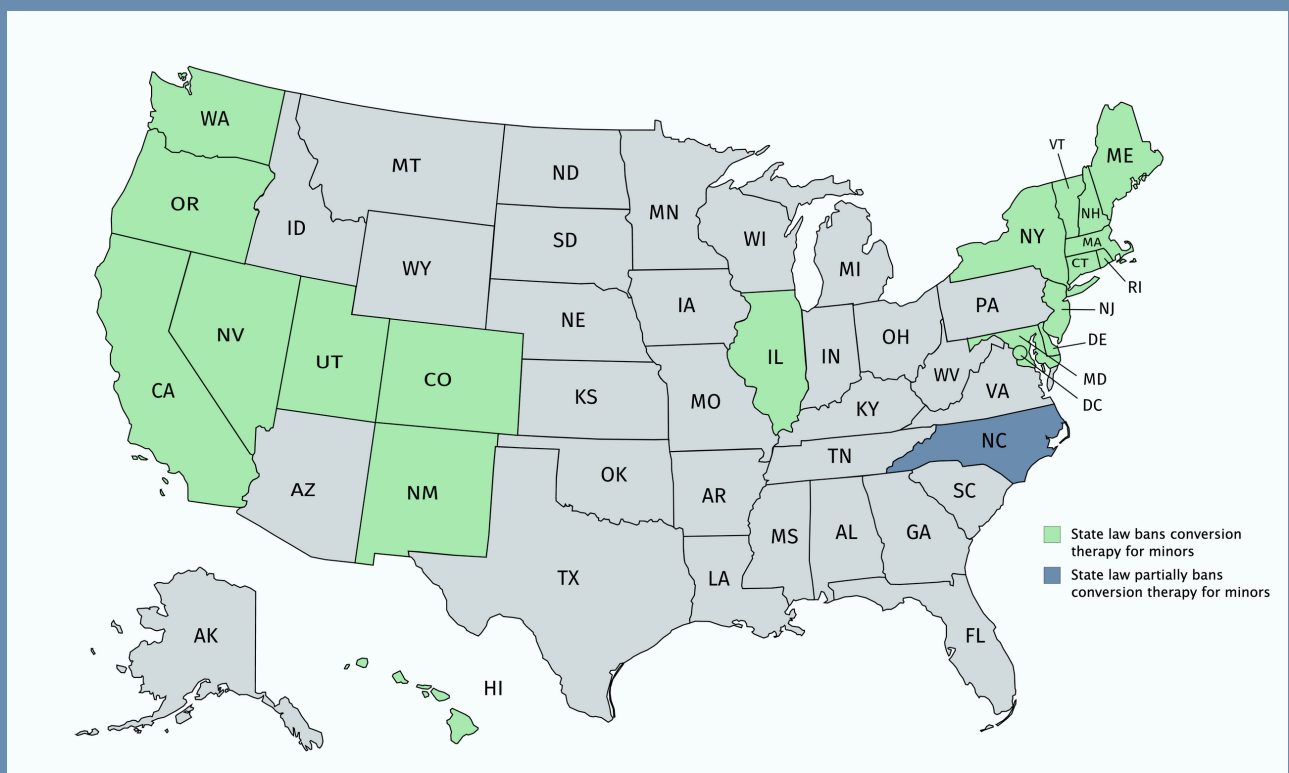 WA
MT
ND
MN
VT
ME
OR
ID
SD
WI
NH
NY
MA
WY
MI
CT
RI
IA
PA
NJ
NV
NE
OH
DE
UT
IL
IN
CO
WV
MD
CA
KS
MO
VA
DC
KY
NC
TN
OK
AZ
NM
AR
SC
MS
AL
GA
State law bans conversion
therapy for minors
TX
LA
State law partially bans
conversion therapy for minors
AK
FL
HI